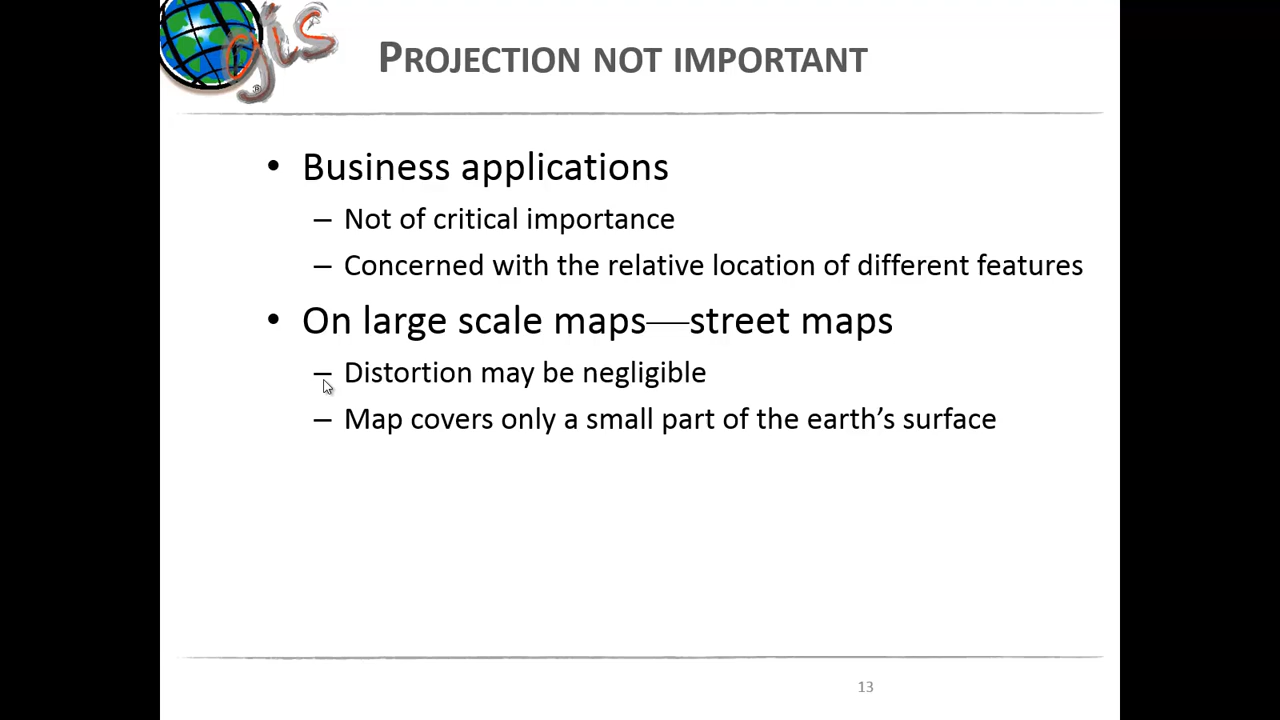 gis
®
PROJECTION NOT IMPORTANT
• Business applications
– Not of critical importance
– Concerned with the relative location of different features
• On large scale maps—street maps
– Distortion may be negligible
– Map covers only a small part of the earth’s surface
13